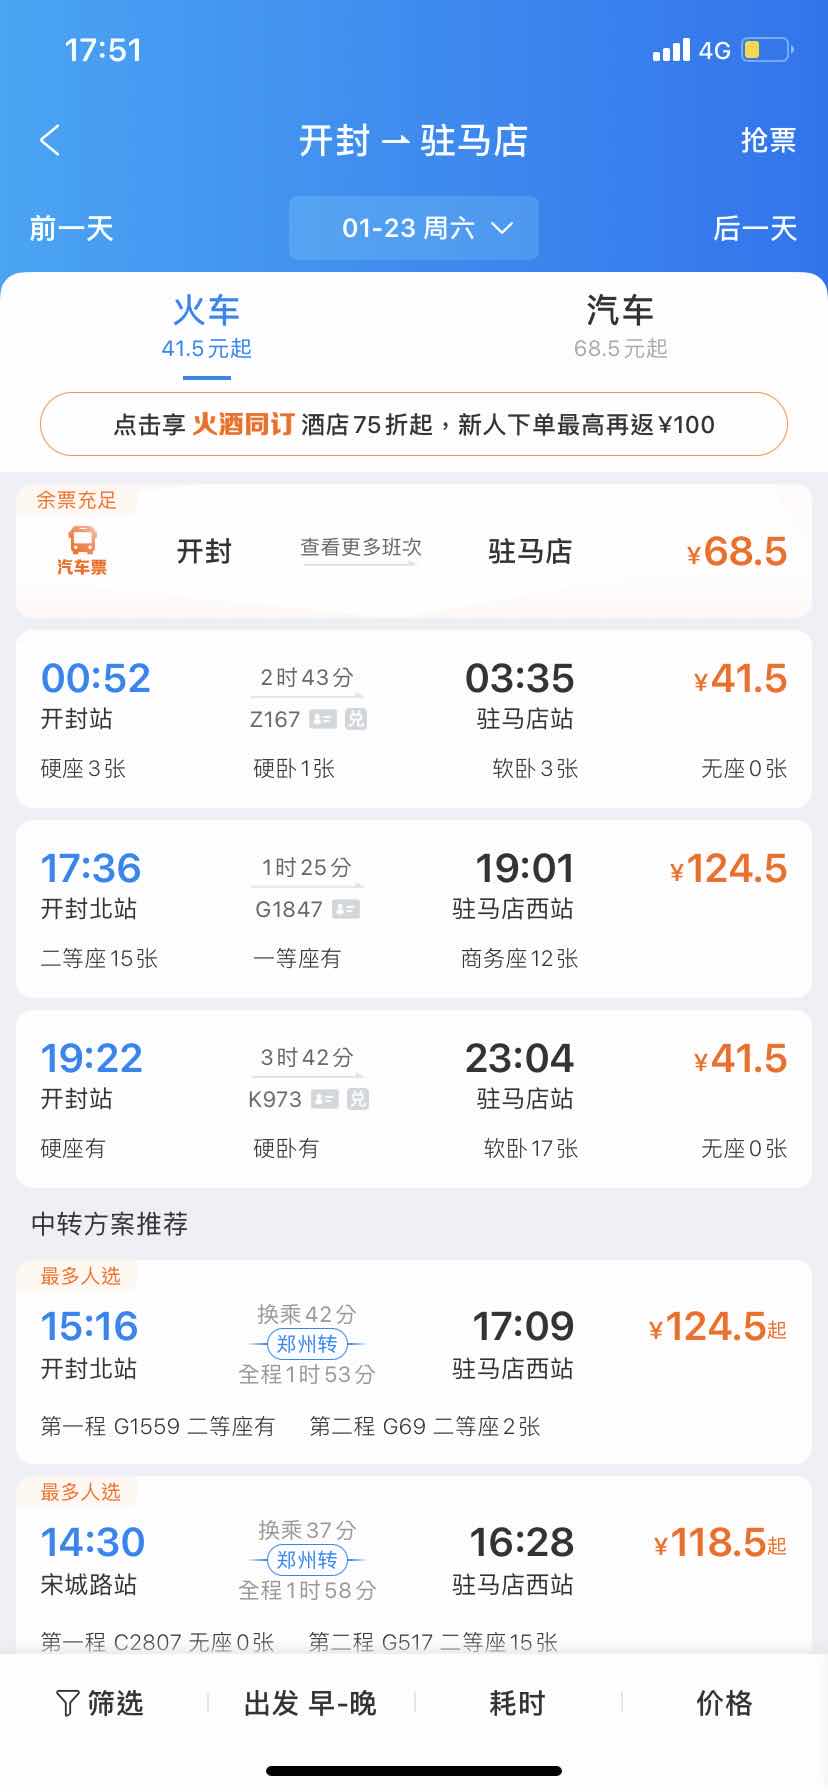 17:51 4G
开封 ⇀ 驻马店 抢票
前一天 01-23 周六 后一天
火车 汽车
41.5元起 68.5元起
点击享 火酒同订 酒店75折起，新人下单最高再返¥100
余票充足
汽车票 开封 查看更多班次 驻马店 ¥68.5
00:52 2时43分 03:35 ¥41.5
开封站 Z167 兑 驻马店站
硬座3张 硬卧1张 软卧3张 无座0张
17:36 1时25分 19:01 ¥124.5
开封北站 G1847 驻马店西站
二等座15张 一等座有 商务座12张
19:22 3时42分 23:04 ¥41.5
开封站 K973 兑 驻马店站
硬座有 硬卧有 软卧17张 无座0张
中转方案推荐
最多人选
15:16 换乘42分 17:09 ¥124.5起
郑州转
开封北站 全程1时53分 驻马店西站
第一程 G1559 二等座有 第二程 G69 二等座2张
最多人选
14:30 换乘37分 16:28 ¥118.5起
郑州转
宋城路站 全程1时58分 驻马店西站
第一程 C2807 无座0张 第二程 G517 二等座15张
筛选 出发 早-晚 耗时 价格